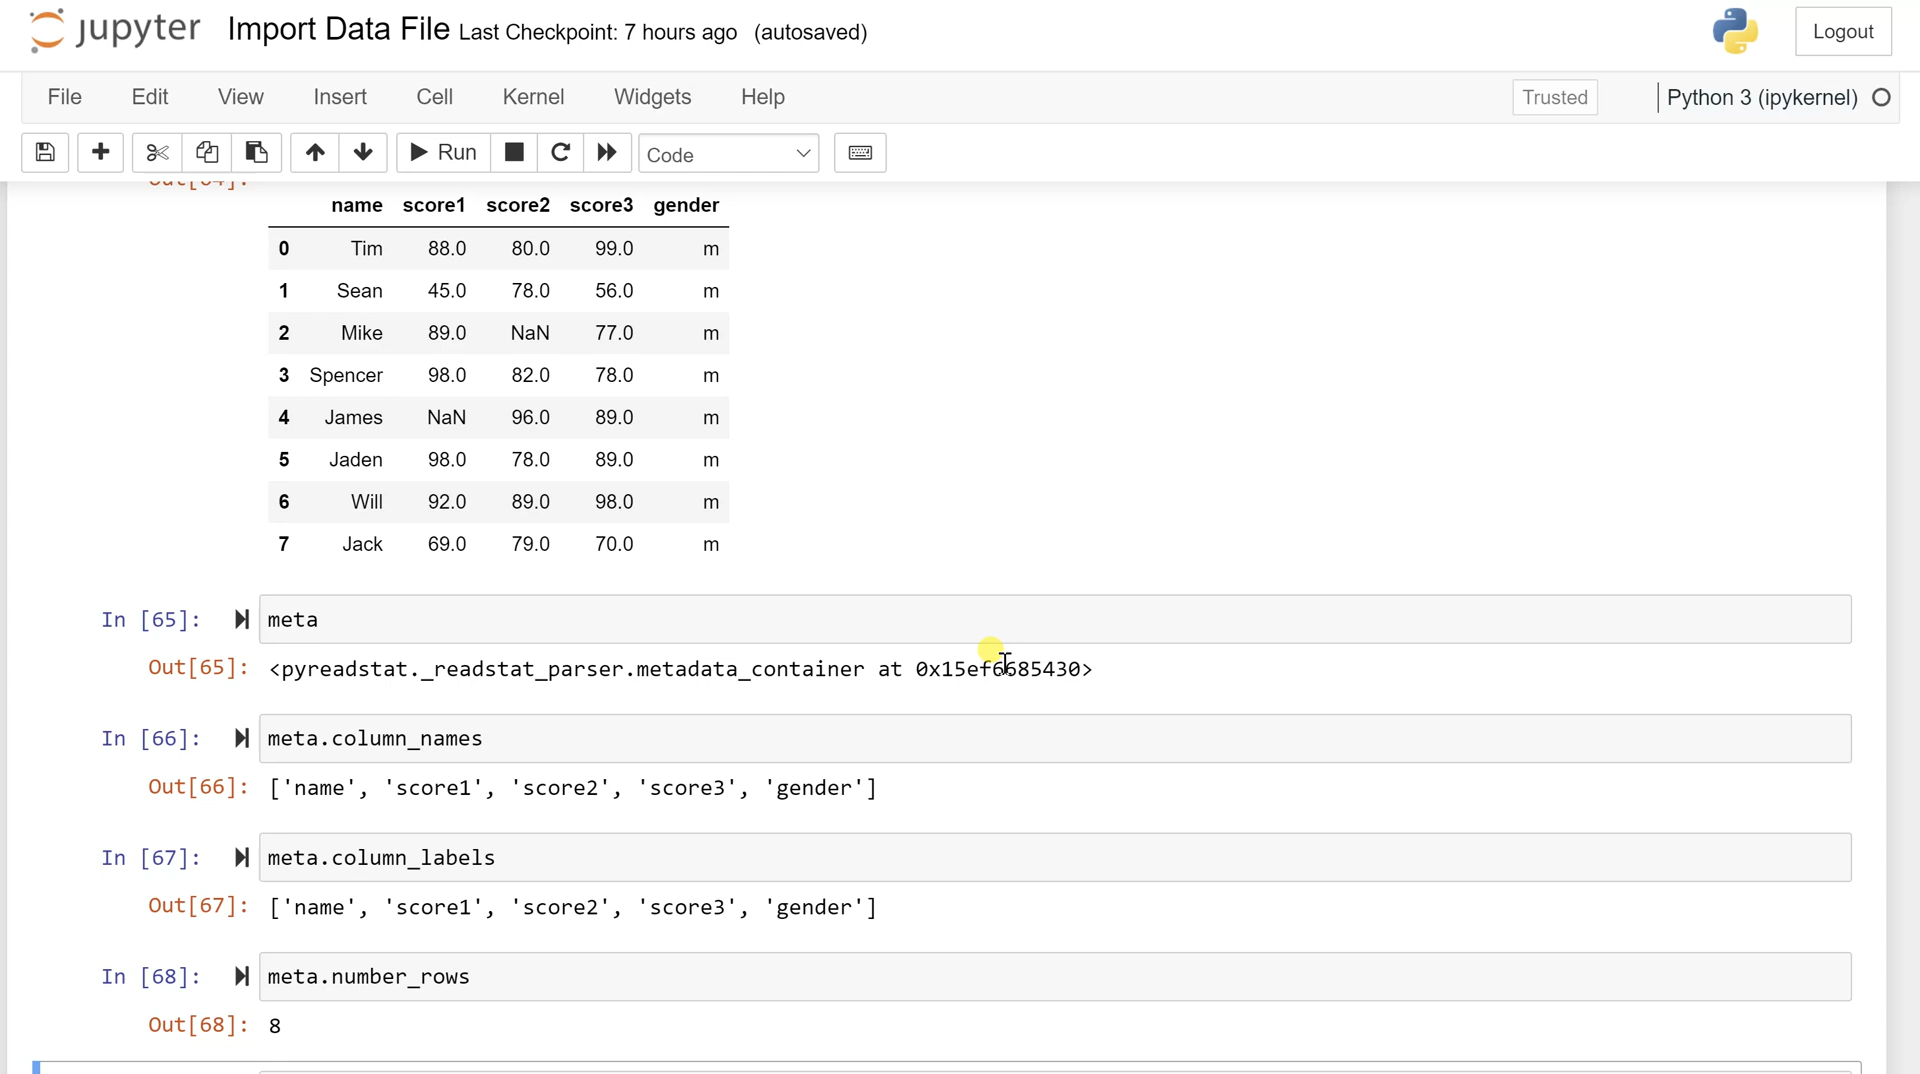 jupyter Import Data File Last Checkpoint: 7 hours ago (autosaved) Logout
File Edit View Insert Cell Kernel Widgets Help Trusted Python 3 (ipykernel)
Run Code
Out[64]:
name score1 score2 score3 gender
0 Tim 88.0 80.0 99.0 m
1 Sean 45.0 78.0 56.0 m
2 Mike 89.0 NaN 77.0 m
3 Spencer 98.0 82.0 78.0 m
4 James NaN 96.0 89.0 m
5 Jaden 98.0 78.0 89.0 m
6 Will 92.0 89.0 98.0 m
7 Jack 69.0 79.0 70.0 m
In [65]: meta
Out[65]: <pyreadstat._readstat_parser.metadata_container at 0x15ef6685430>
In [66]: meta.column_names
Out[66]: ['name', 'score1', 'score2', 'score3', 'gender']
In [67]: meta.column_labels
Out[67]: ['name', 'score1', 'score2', 'score3', 'gender']
In [68]: meta.number_rows
Out[68]: 8